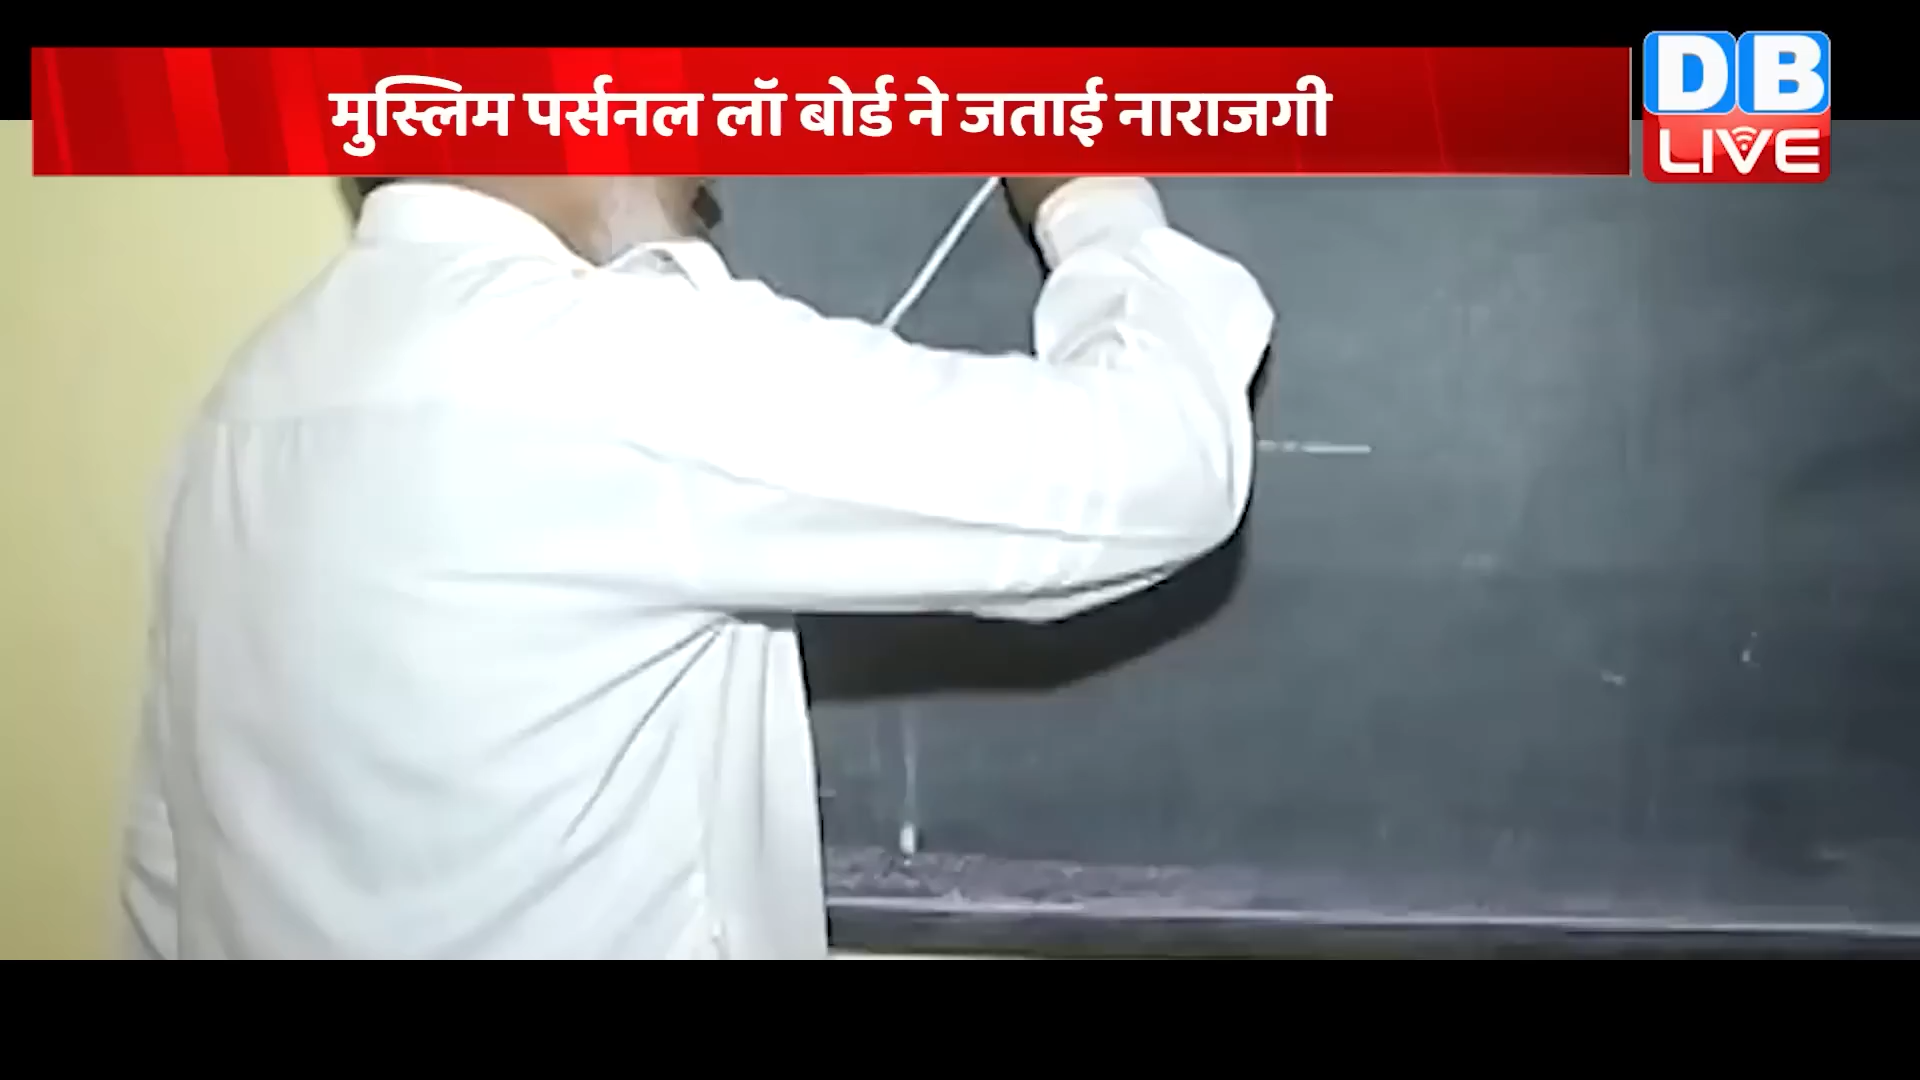 मुस्लिम पर्सनल लॉ बोर्ड ने जताई नाराजगी
DB
LIVE